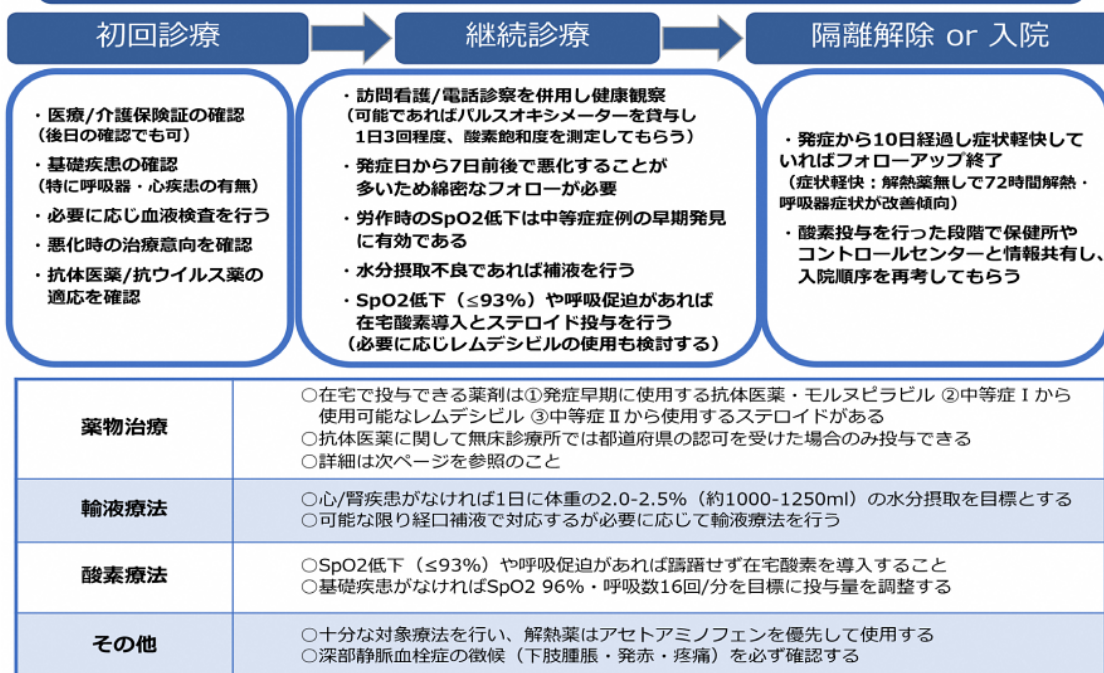 初回診療
継続診療
隔離解除 or 入院
・医療/介護保険証の確認
（後日の確認でも可）
・基礎疾患の確認
（特に呼吸器・心疾患の有無）
・必要に応じ血液検査を行う
・悪化時の治療意向を確認
・抗体医薬/抗ウイルス薬の
適応を確認
・訪問看護/電話診察を併用し健康観察
（可能であればパルスオキシメーターを貸与し
1日3回程度、酸素飽和度を測定してもらう）
・発症日から7日前後で悪化することが
多いため綿密なフォローが必要
・労作時のSpO2低下は中等症症例の早期発見
に有効である
・水分摂取不良であれば補液を行う
・SpO2低下（≤93%）や呼吸促迫があれば
在宅酸素導入とステロイド投与を行う
（必要に応じレムデシビルの使用も検討する）
・発症から10日経過し症状軽快して
いればフォローアップ終了
（症状軽快：解熱薬無しで72時間解熱・
呼吸器症状が改善傾向）
・酸素投与を行った段階で保健所や
コントロールセンターと情報共有し、
入院順序を再考してもらう
薬物治療
○在宅で投与できる薬剤は①発症早期に使用する抗体医薬・モルヌピラビル ②中等症Ⅰから
使用可能なレムデシビル ③中等症Ⅱから使用するステロイドがある
○抗体医薬に関して無床診療所では都道府県の認可を受けた場合のみ投与できる
○詳細は次ページを参照のこと
輸液療法
○心/腎疾患がなければ1日に体重の2.0-2.5%（約1000-1250ml）の水分摂取を目標とする
○可能な限り経口補液で対応するが必要に応じて輸液療法を行う
酸素療法
○SpO2低下（≤93%）や呼吸促迫があれば躊躇せず在宅酸素を導入すること
○基礎疾患がなければSpO2 96%・呼吸数16回/分を目標に投与量を調整する
その他
○十分な対象療法を行い、解熱薬はアセトアミノフェンを優先して使用する
○深部静脈血栓症の徴候（下肢腫脹・発赤・疼痛）を必ず確認する